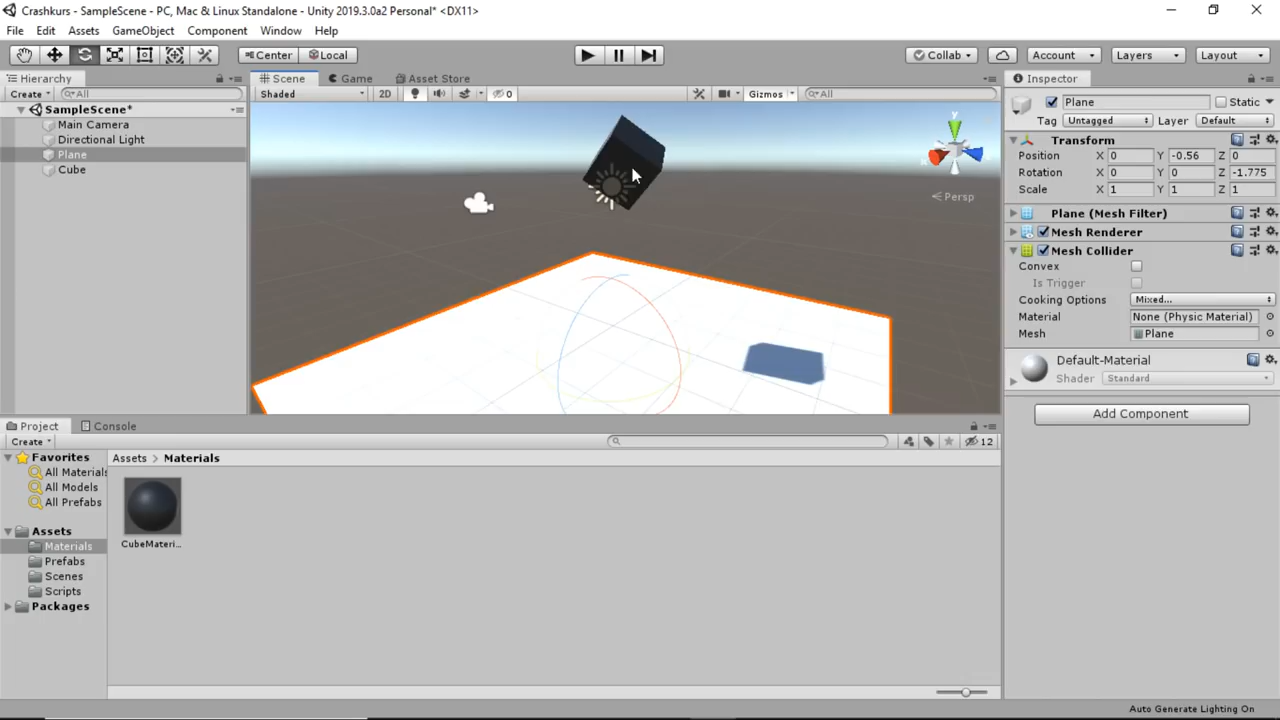 Crashkurs - SampleScene - PC, Mac & Linux Standalone - Unity 2019.3.0a2 Personal* <DX11>
File Edit Assets GameObject Component Window Help
Center Local Collab Account Layers Layout
Hierarchy
Create All
SampleScene*
Main Camera
Directional Light
Plane
Cube
Scene Game Asset Store
Shaded 2D 0 Gizmos All
Persp
Inspector
Plane Static
Tag Untagged Layer Default
Transform
Position X 0 Y -0.56 Z 0
Rotation X 0 Y 0 Z -1.775
Scale X 1 Y 1 Z 1
Plane (Mesh Filter)
Mesh Renderer
Mesh Collider
Convex
Is Trigger
Cooking Options Mixed...
Material None (Physic Material)
Mesh Plane
Default-Material
Shader Standard
Add Component
Project Console
Create 12
Favorites
All Materials
All Models
All Prefabs
Assets
Materials
Prefabs
Scenes
Scripts
Packages
Assets > Materials
CubeMateri...
Auto Generate Lighting On